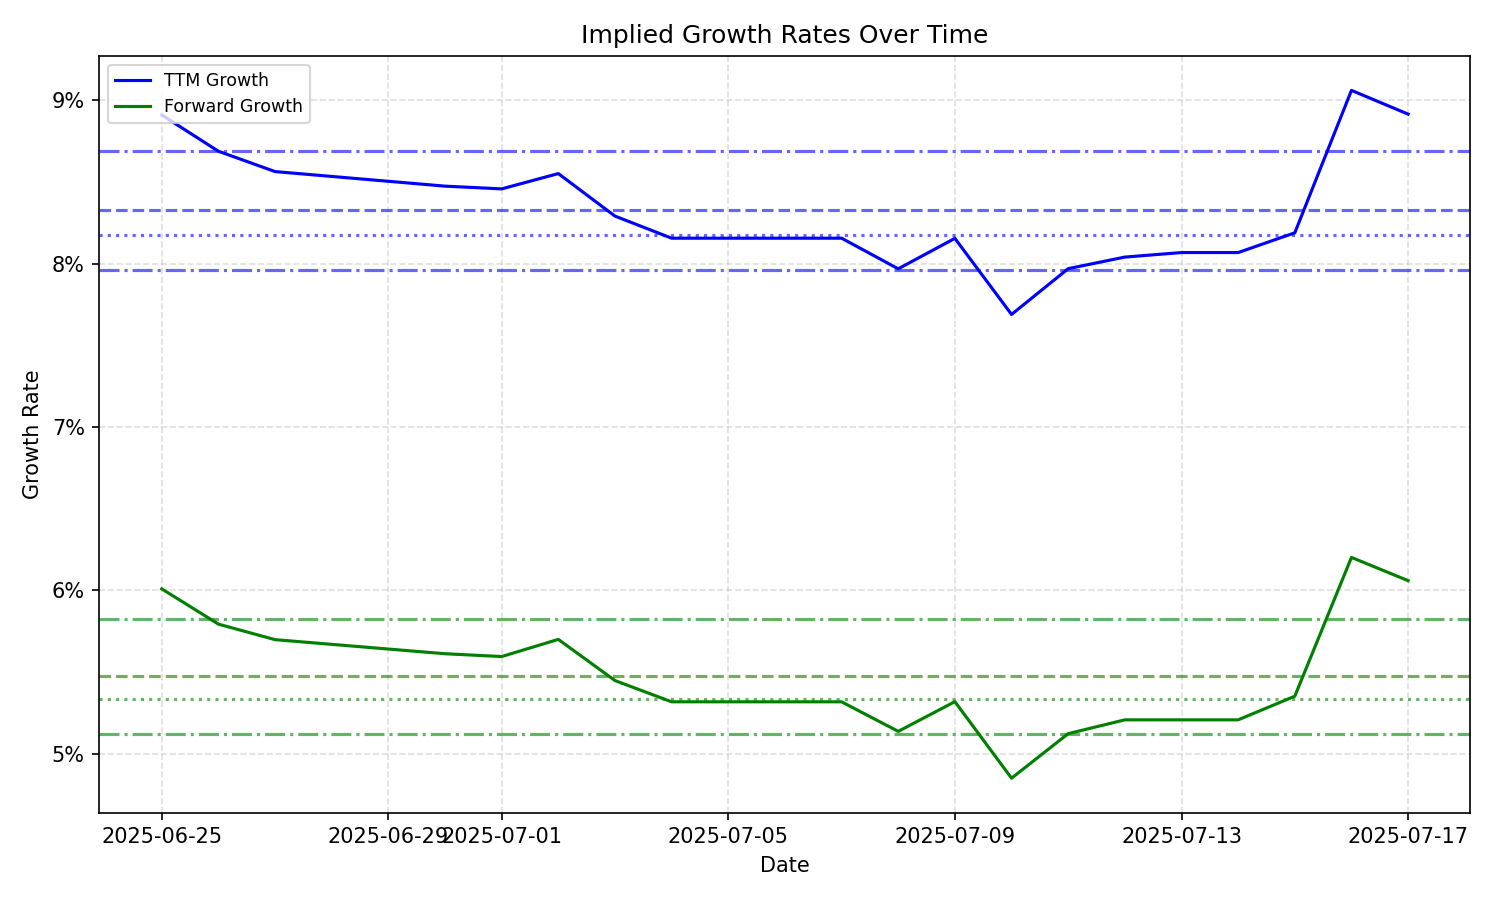 Implied Growth Rates Over Time
TTM Growth
Forward Growth
9%
8%
7%
6%
5%
Growth Rate
2025-06-25
2025-06-29
2025-07-01
2025-07-05
2025-07-09
2025-07-13
2025-07-17
Date